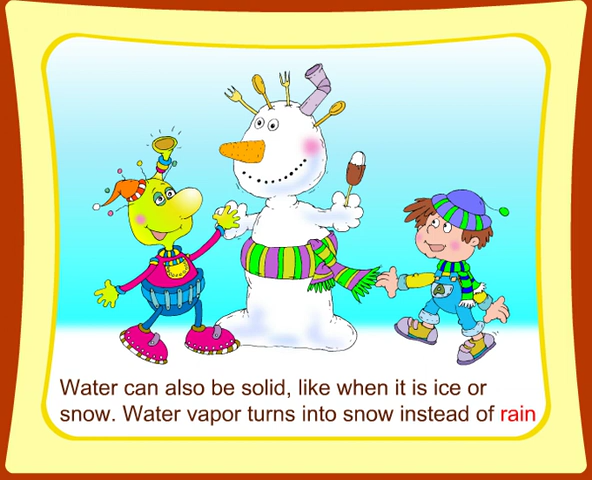 Water can also be solid, like when it is ice or
snow. Water vapor turns into snow instead of rain